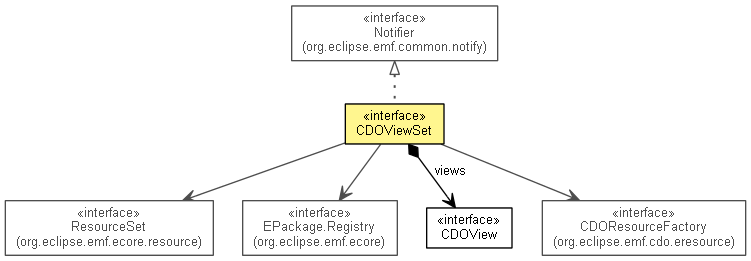 «interface»
Notifier
(org.eclipse.emf.common.notify)
«interface»
CDOViewSet
views
«interface»
ResourceSet
(org.eclipse.emf.ecore.resource)
«interface»
EPackage.Registry
(org.eclipse.emf.ecore)
«interface»
CDOView
«interface»
CDOResourceFactory
(org.eclipse.emf.cdo.eresource)